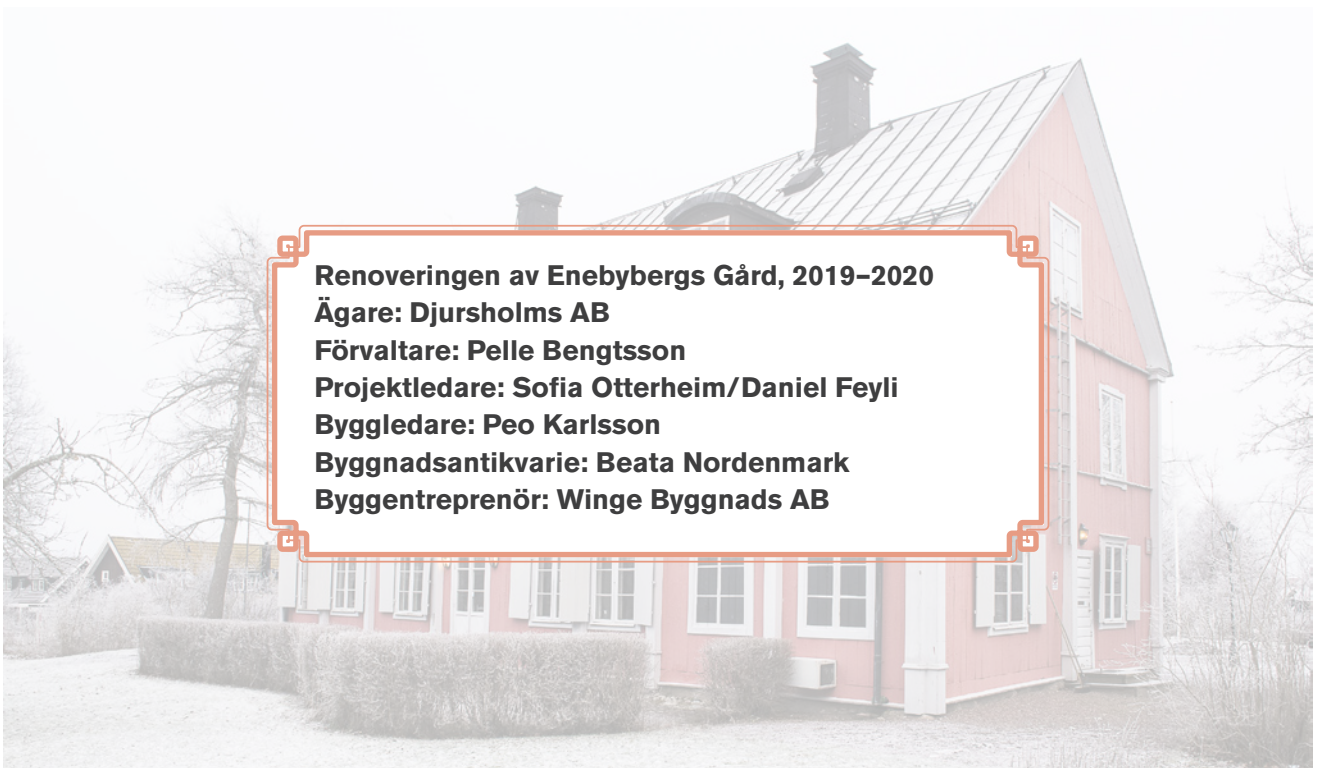 Renoveringen av Enebybergs Gård, 2019–2020
Ägare: Djursholms AB
Förvaltare: Pelle Bengtsson
Projektledare: Sofia Otterheim/Daniel Feyli
Byggledare: Peo Karlsson
Byggnadsantikvarie: Beata Nordenmark
Byggentreprenör: Winge Byggnads AB